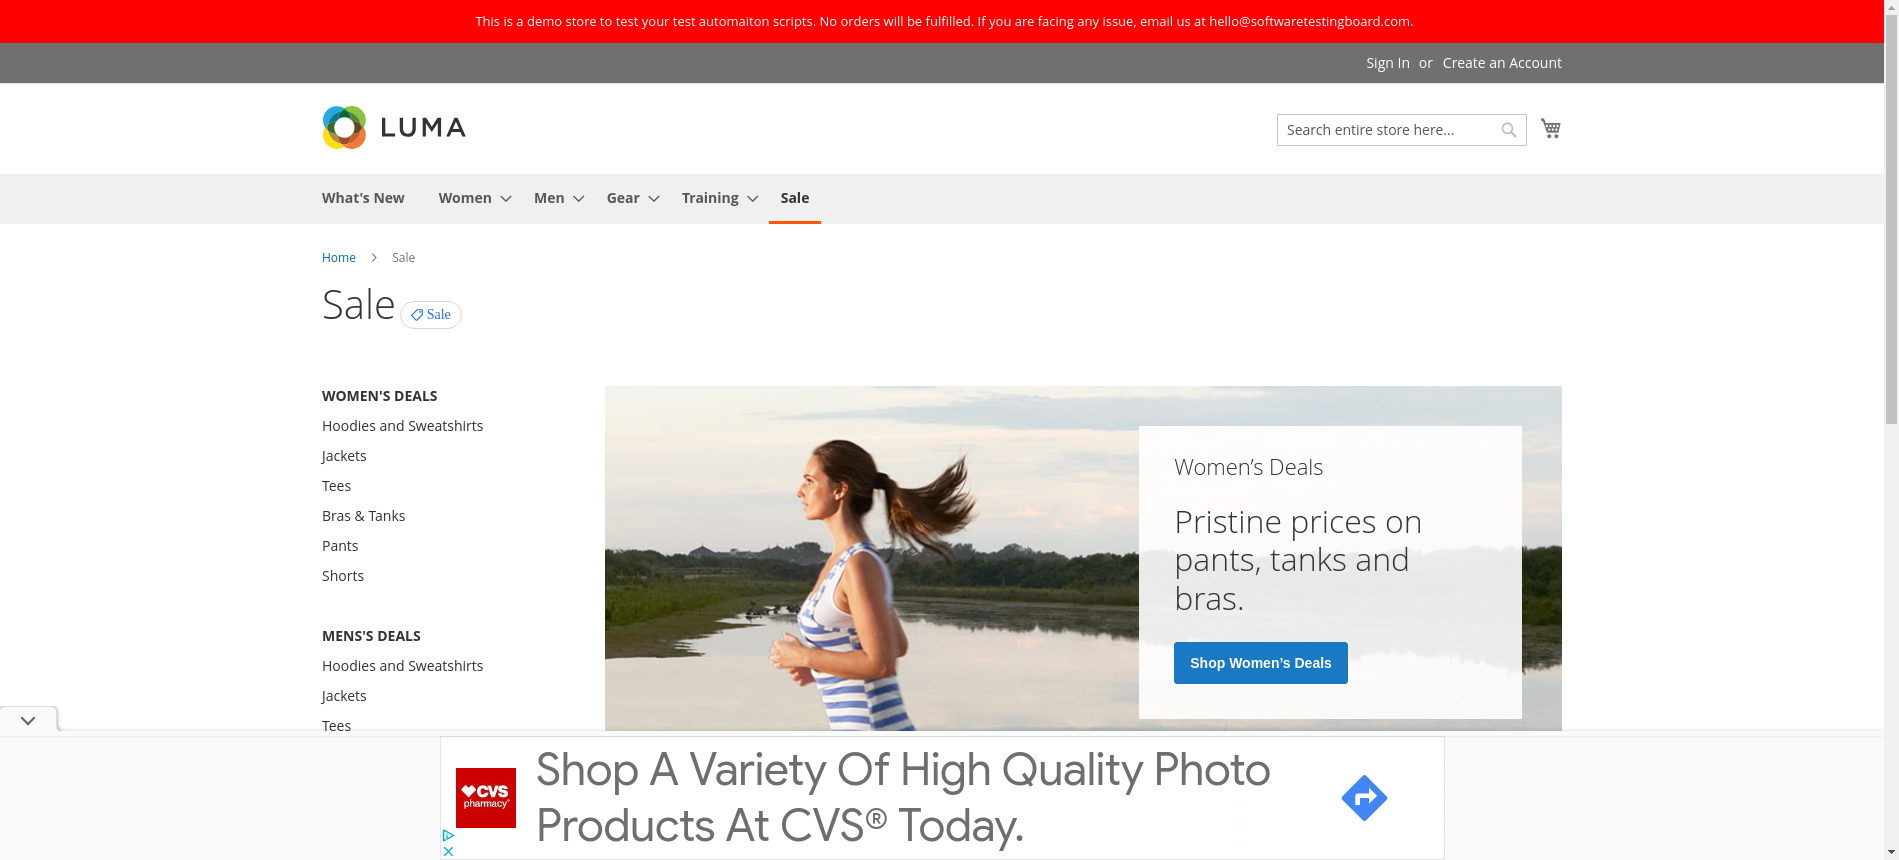 This is a demo store to test your test automaiton scripts. No orders will be fulfilled. If you are facing any issue, email us at hello@softwaretestingboard.com.
Sign In or Create an Account
LUMA
Search entire store here...
What's New Women Men Gear Training Sale
Home Sale
Sale Sale
WOMEN'S DEALS
Hoodies and Sweatshirts
Jackets
Tees
Bras & Tanks
Pants
Shorts
MENS'S DEALS
Hoodies and Sweatshirts
Jackets
Tees
Women’s Deals
Pristine prices on
pants, tanks and
bras.
Shop Women’s Deals
CVS
pharmacy
Shop A Variety Of High Quality Photo
Products At CVS® Today.